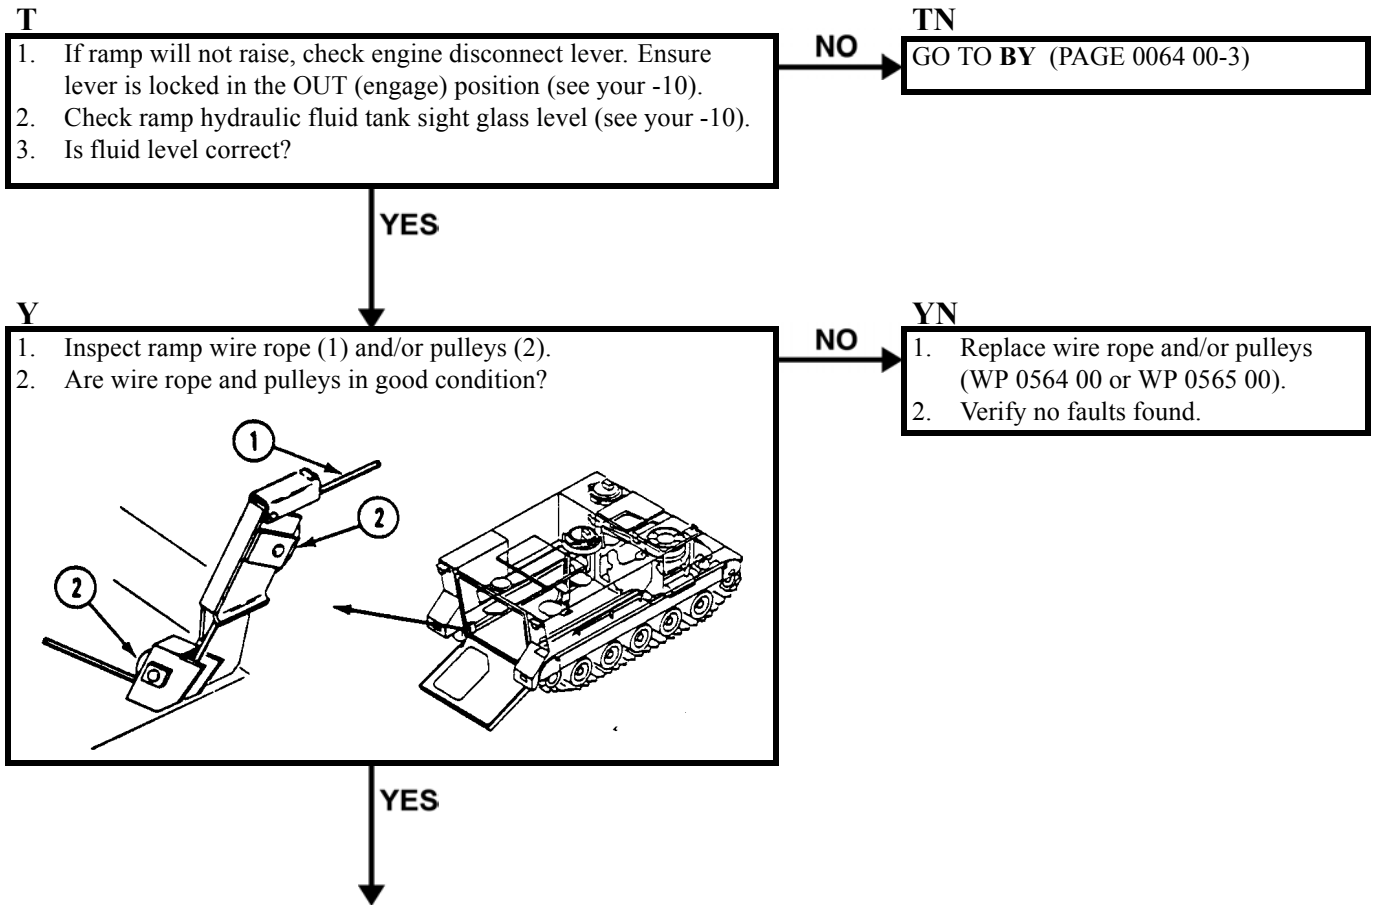 T
1. If ramp will not raise, check engine disconnect lever. Ensure
lever is locked in the OUT (engage) position (see your -10).
2. Check ramp hydraulic fluid tank sight glass level (see your -10).
3. Is fluid level correct?
NO
TN
GO TO BY (PAGE 0064 00-3)
YES
Y
1. Inspect ramp wire rope (1) and/or pulleys (2).
2. Are wire rope and pulleys in good condition?
1
2
2
NO
YN
1. Replace wire rope and/or pulleys
(WP 0564 00 or WP 0565 00).
2. Verify no faults found.
YES